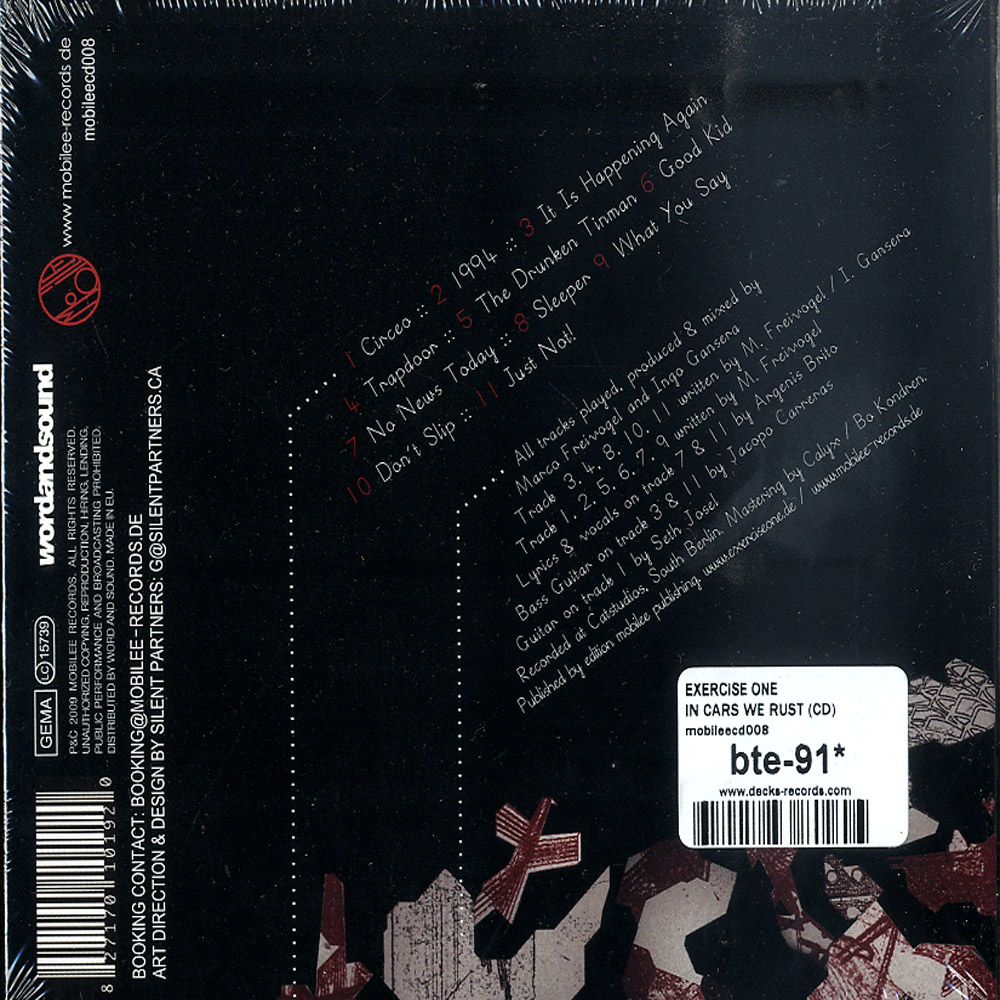 1 Circeo :: 2 1994 :: 3 It Is Happening Again
4 Trapdoor :: 5 The Drunken Tinman 6 Good Kid
7 No News Today :: 8 Sleeper 9 What You Say
10 Don't Slip :: 11 Just Not!
All tracks played, produced & mixed by
Marco Freivogel and Ingo Gansera
Track 3, 4, 8, 10, 11 written by M. Freivogel / I. Gansera
Track 1, 2, 5, 6, 7, 9 written by M. Freivogel
Lyrics & vocals on track 7 & 11 by Argenis Brito
Bass Guitar on track 3 & 11 by Jacopo Carreras
Guitar on track 1 by Seth Josel
Recorded at Catstudios, South Berlin. Mastering by Calyx / Bo Kondren.
Published by edition mobilee publishing. www.exerciseone.de / www.mobilee-records.de
www.mobilee-records.de
mobileecd008
wordandsound
GEMA LC 15739
P&C 2009 MOBILEE RECORDS. ALL RIGHTS RESERVED.
UNAUTHORIZED COPYING, REPRODUCTION, HIRING, LENDING,
PUBLIC PERFORMANCE AND BROADCASTING PROHIBITED.
DISTRIBUTED BY WORD AND SOUND. MADE IN EU.
BOOKING CONTACT: BOOKING@MOBILEE-RECORDS.DE
ART DIRECTION & DESIGN BY SILENT PARTNERS: G@SILENTPARTNERS.CA
8 27170 10192 0
EXERCISE ONE
IN CARS WE RUST (CD)
mobileecd008
bte-91*
www.decks-records.com